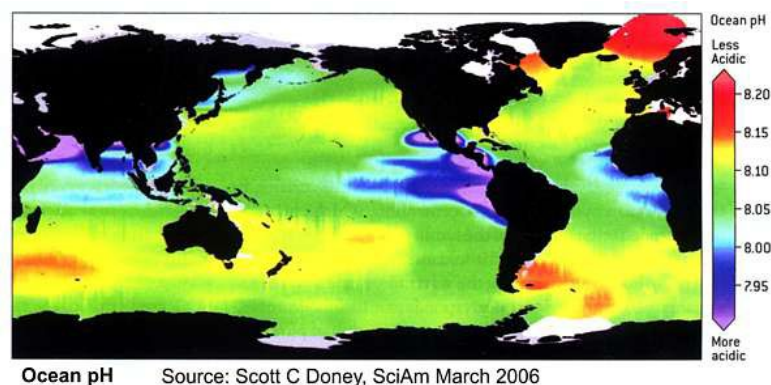 Ocean pH
Less
Acidic
8.20
8.15
8.10
8.05
8.00
7.95
More
acidic
Ocean pH Source: Scott C Doney, SciAm March 2006